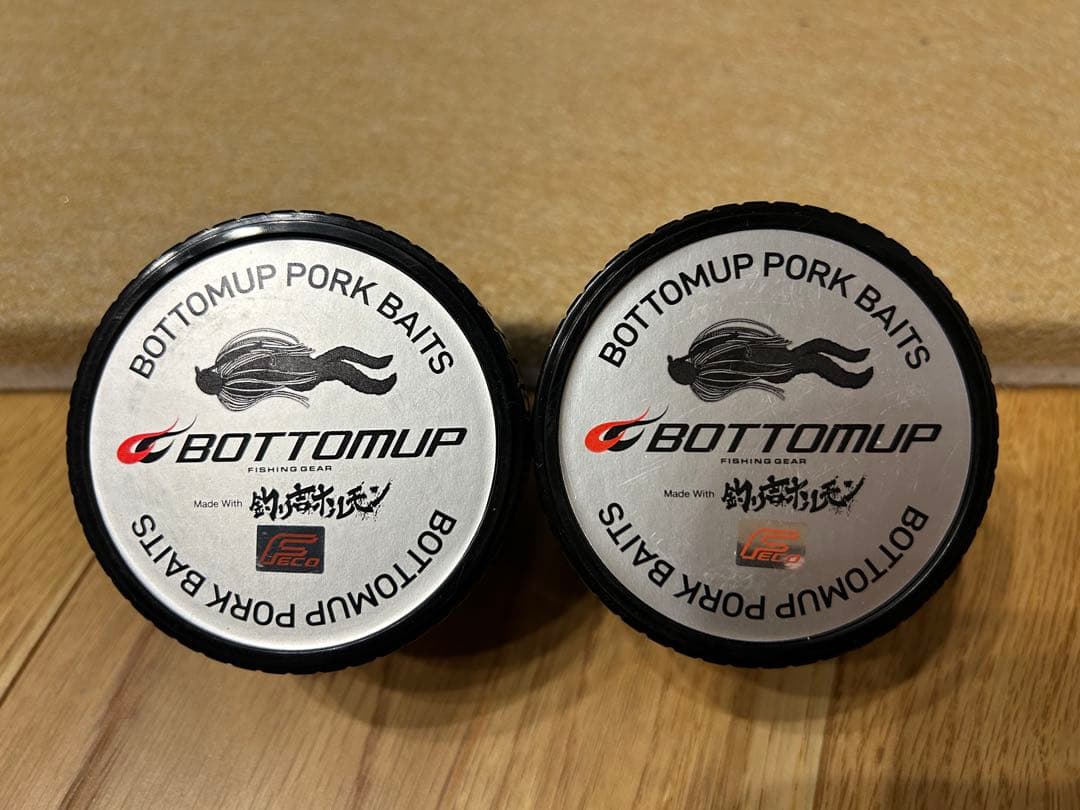 BOTTOMUP PORK BAITS
BOTTOMUP
FISHING GEAR
Made With 釣り吉ホルモン
FECO
BOTTOMUP PORK BAITS
BOTTOMUP PORK BAITS
BOTTOMUP
FISHING GEAR
Made With 釣り吉ホルモン
FECO
BOTTOMUP PORK BAITS